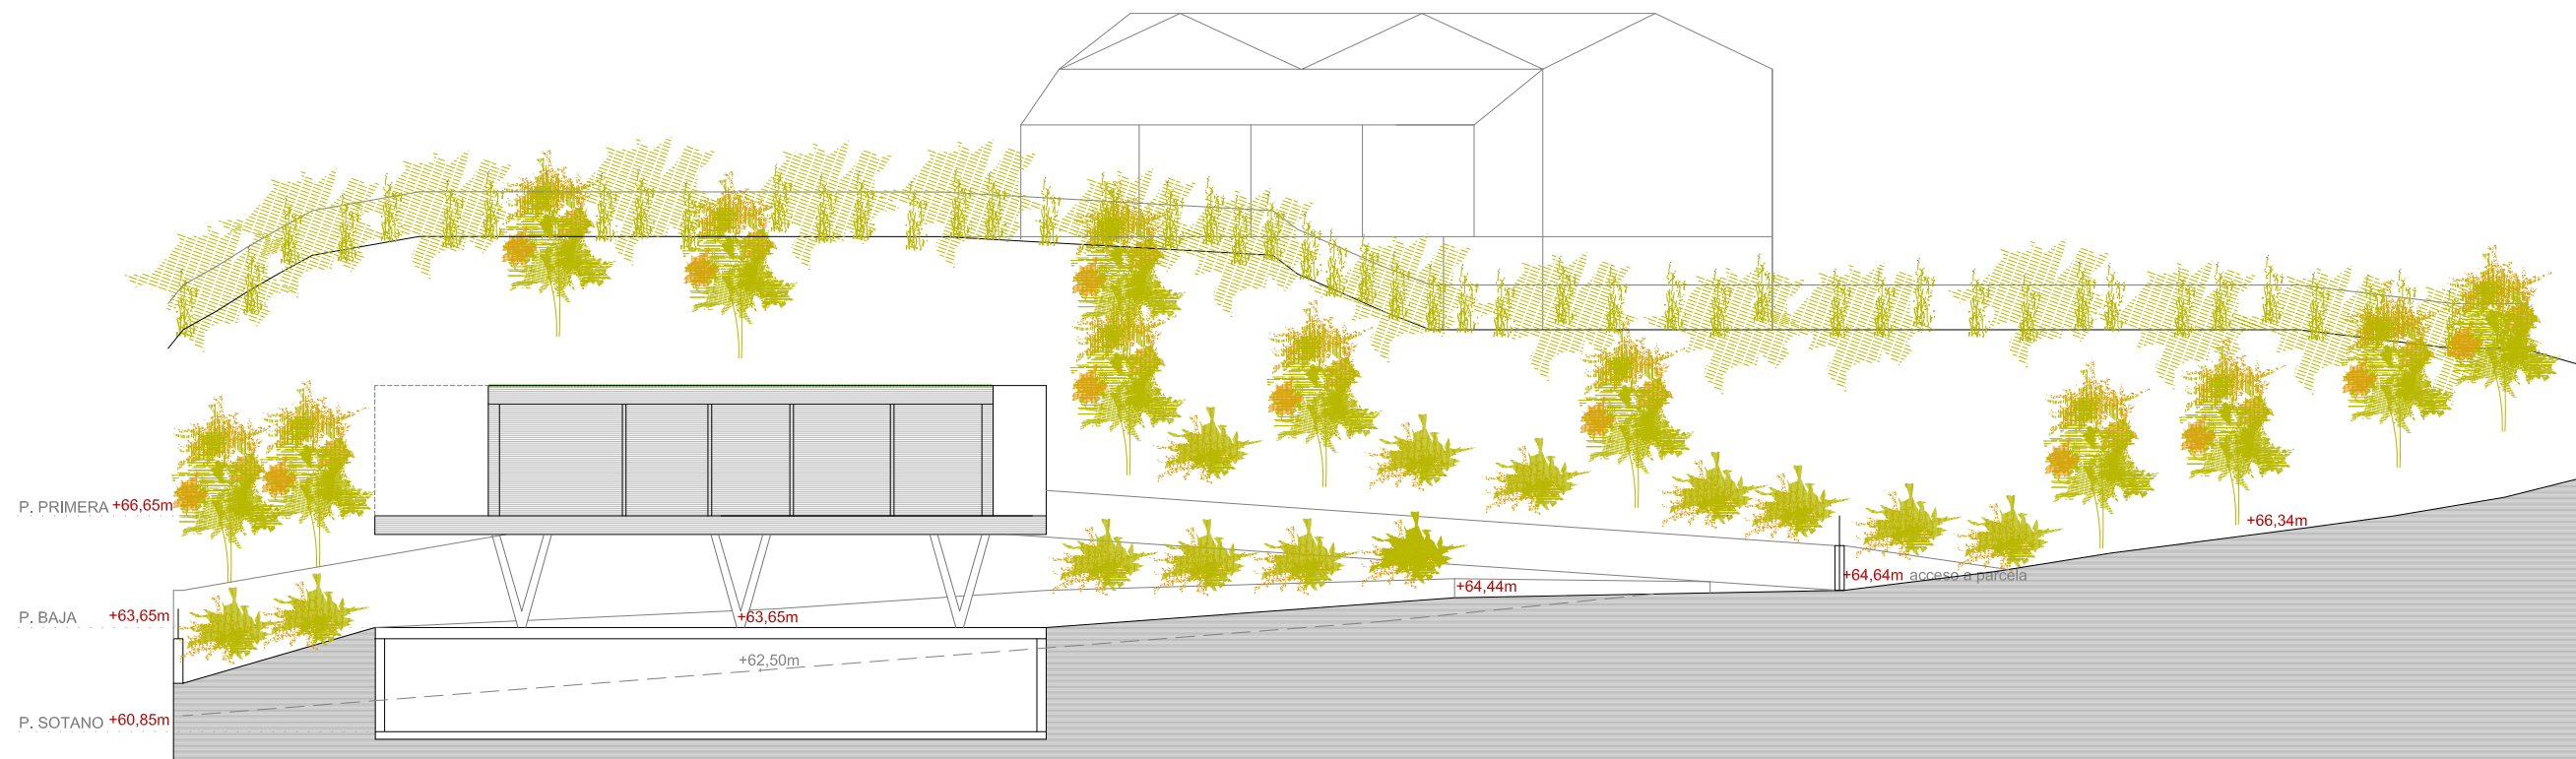 P. PRIMERA +66,65m
+66,34m
+64,64m acceso a parcela
+64,44m
P. BAJA +63,65m
+63,65m
+62,50m
P. SOTANO +60,85m